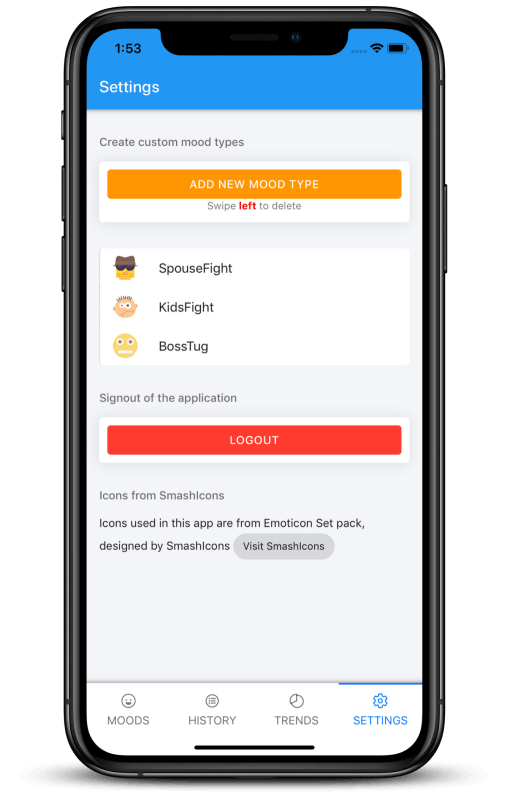 1:53
Settings
Create custom mood types
ADD NEW MOOD TYPE
Swipe left to delete
SpouseFight
KidsFight
BossTug
Signout of the application
LOGOUT
Icons from SmashIcons
Icons used in this app are from Emoticon Set pack,
designed by SmashIcons Visit SmashIcons
MOODS HISTORY TRENDS SETTINGS